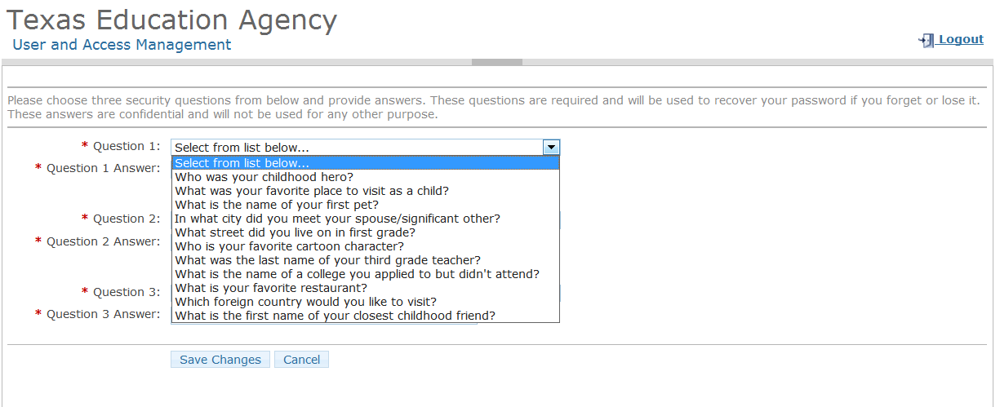 Texas Education Agency
User and Access Management
Logout
Please choose three security questions from below and provide answers. These questions are required and will be used to recover your password if you forget or lose it.
These answers are confidential and will not be used for any other purpose.
* Question 1: Select from list below...
Select from list below...
* Question 1 Answer:
Who was your childhood hero?
What was your favorite place to visit as a child?
What is the name of your first pet?
* Question 2:
In what city did you meet your spouse/significant other?
What street did you live on in first grade?
* Question 2 Answer:
Who is your favorite cartoon character?
What was the last name of your third grade teacher?
What is the name of a college you applied to but didn't attend?
* Question 3:
What is your favorite restaurant?
Which foreign country would you like to visit?
* Question 3 Answer:
What is the first name of your closest childhood friend?
Save Changes Cancel